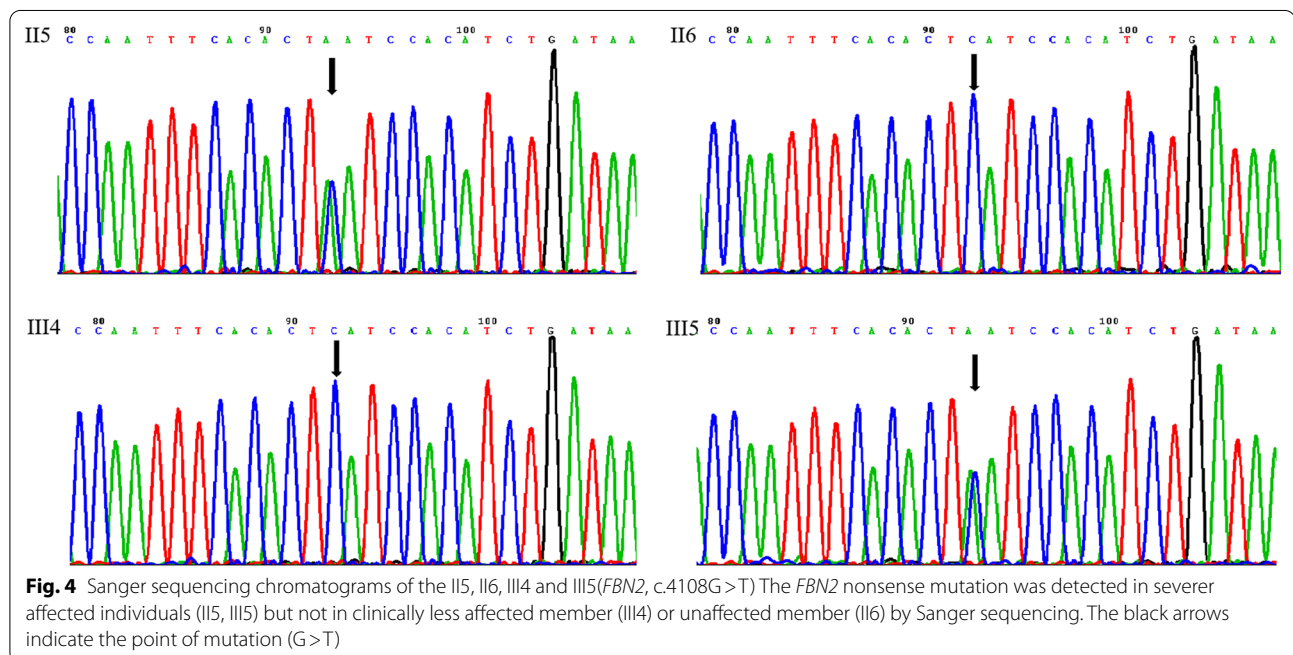 80 90 100
II5 C C A A T T T C A C A C T A A T C C A C A T C T G A T A A
80 90 100
II6 C C A A T T T C A C A C T C A T C C A C A T C T G A T A A
80 90 100
III4 C C A A T T T C A C A C T C A T C C A C A T C T G A T A A
80 90 100
III5 C C A A T T T C A C A C T A A T C C A C A T C T G A T A A
Fig. 4 Sanger sequencing chromatograms of the II5, II6, III4 and III5(FBN2, c.4108G>T) The FBN2 nonsense mutation was detected in severer
affected individuals (II5, III5) but not in clinically less affected member (III4) or unaffected member (II6) by Sanger sequencing. The black arrows
indicate the point of mutation (G>T)